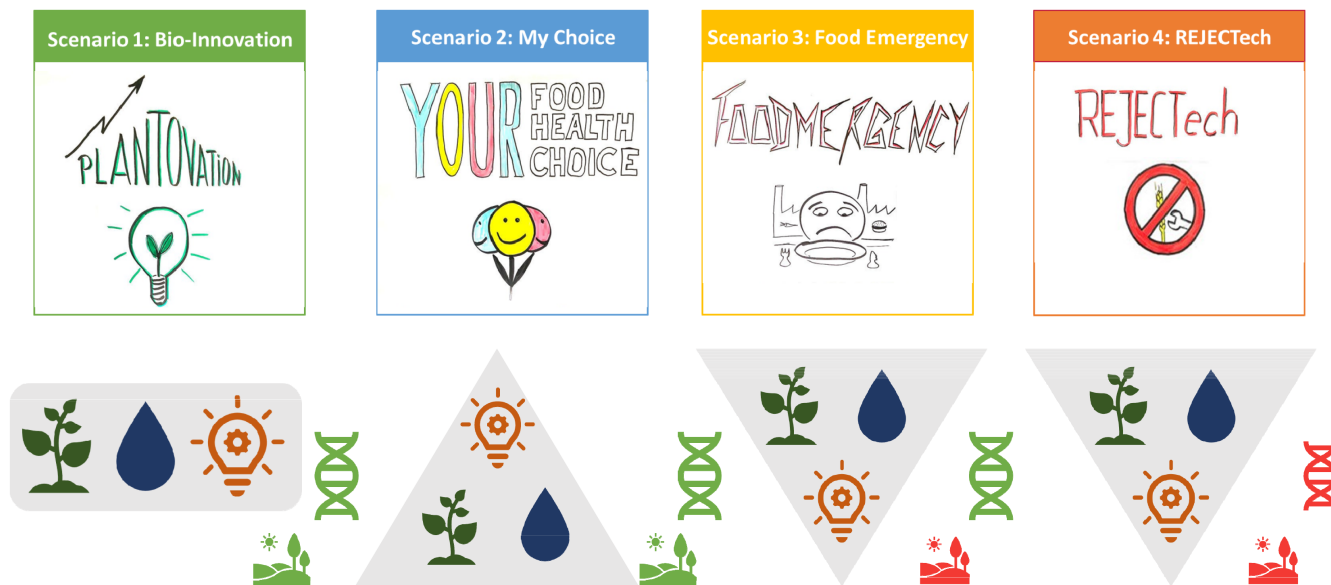 Scenario 1: Bio-Innovation
PLANTOVATiON
Scenario 2: My Choice
YOUR FOOD
HEALTH
CHOICE
Scenario 3: Food Emergency
FOODMERGENCY
Scenario 4: REJECTech
REJECTech